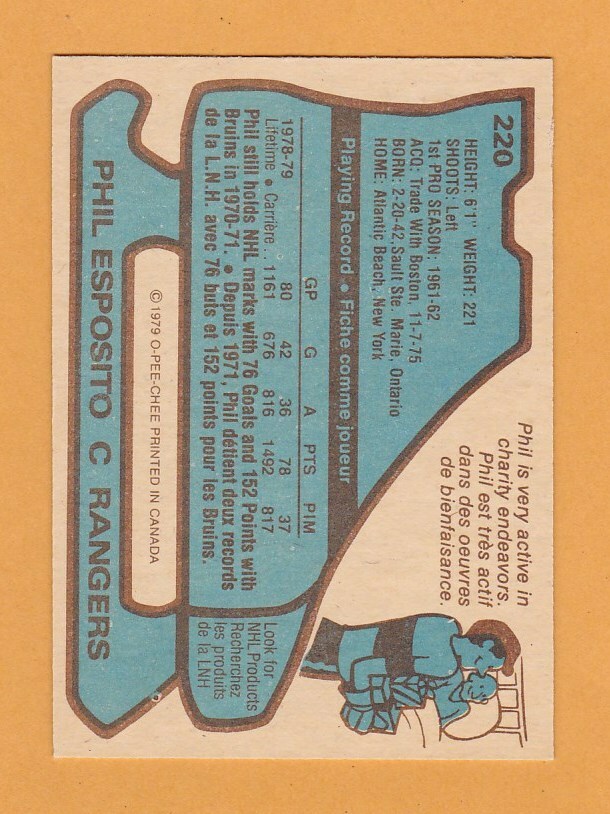 220
HEIGHT: 6'1" WEIGHT: 221
SHOOTS: Left
1st PRO SEASON: 1961-62
ACQ: Trade With Boston, 11-7-75
BORN: 2-20-42, Sault Ste. Marie, Ontario
HOME: Atlantic Beach, New York
Phil is very active in
charity endeavors.
Phil est très actif
dans des oeuvres
de bienfaisance.
Playing Record • Fiche comme joueur
GP G A PTS PIM
1978-79 80 42 36 78 37
Lifetime • Carrière . . 1161 676 816 1492 817
Phil still holds NHL marks with 76 Goals and 152 Points with
Bruins in 1970-71. • Depuis 1971, Phil détient deux records
de la L.N.H. avec 76 buts et 152 points pour les Bruins.
Look for
NHL Products
Recherchez
les produits
de la LNH
© 1979 O-PEE-CHEE PRINTED IN CANADA
PHIL ESPOSITO C RANGERS